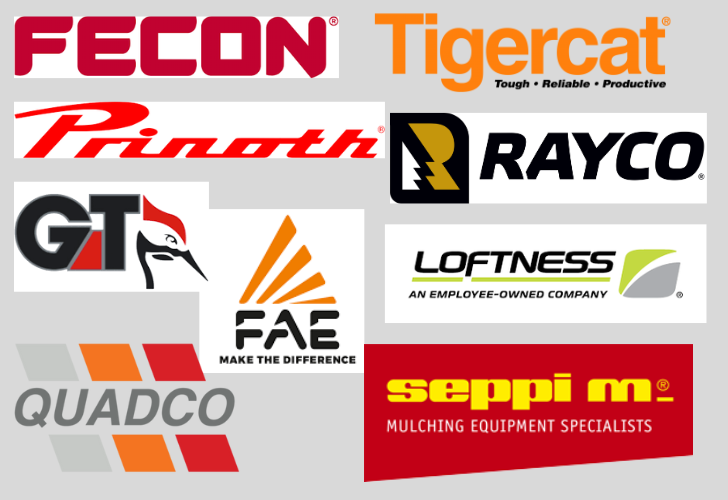 FECON®
Tigercat®
Tough • Reliable • Productive
Prinoth®
RAYCO®
GT
LOFTNESS
AN EMPLOYEE-OWNED COMPANY ®
FAE
MAKE THE DIFFERENCE
QUADCO
seppi m®
MULCHING EQUIPMENT SPECIALISTS